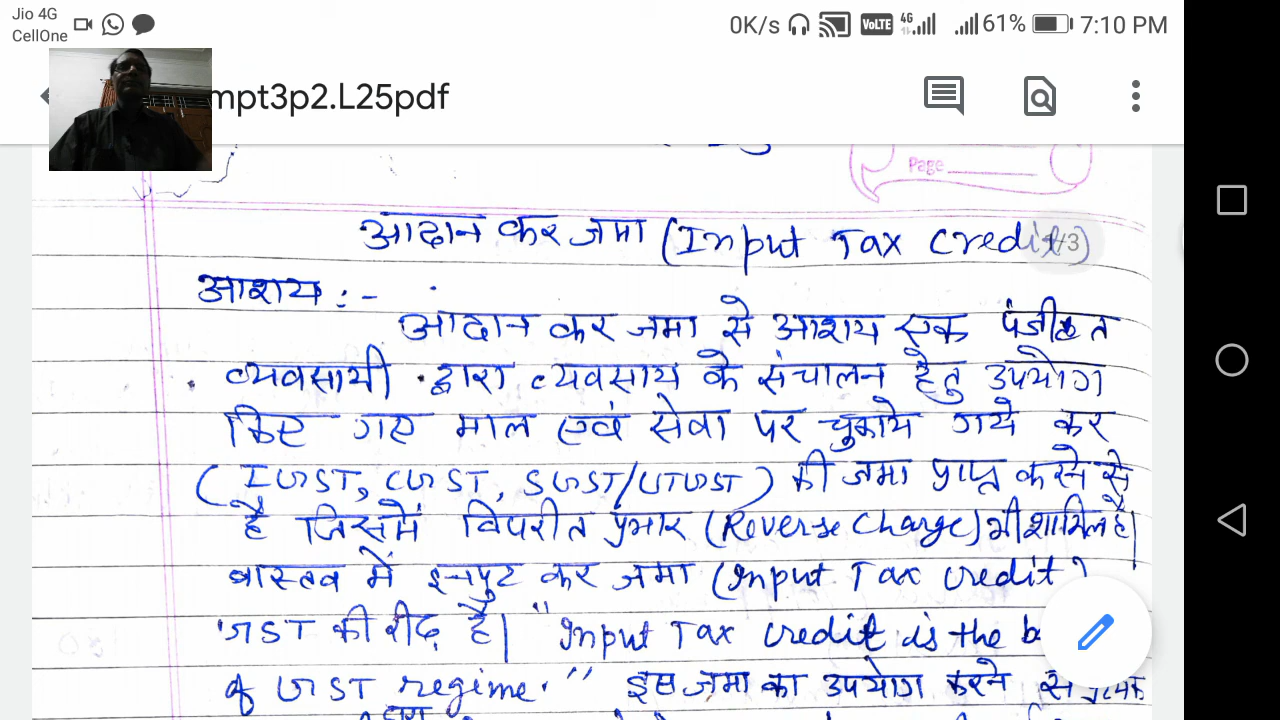 Jio 4G
CellOne
0K/s VoLTE 4G 61% 7:10 PM
mpt3p2.L25pdf
Page
आदान कर जमा (Input Tax Credit)
/3
आशय :-
आदान कर जमा से आशय एक पंजीकृत
व्यवसायी द्वारा व्यवसाय के संचालन हेतु उपयोग
किए गए माल एवं सेवा पर चुकाये गये कर
(IGST, CGST, SGST/UTGST) की जमा प्राप्त करने से
है जिसमें विपरीत प्रभार (Reverse Charge) भी शामिल है।
वास्तव में इनपुट कर जमा (Input Tax Credit)
GST की रीढ़ है। "Input Tax Credit is the
of GST regime." इस जमा का उपयोग करने से